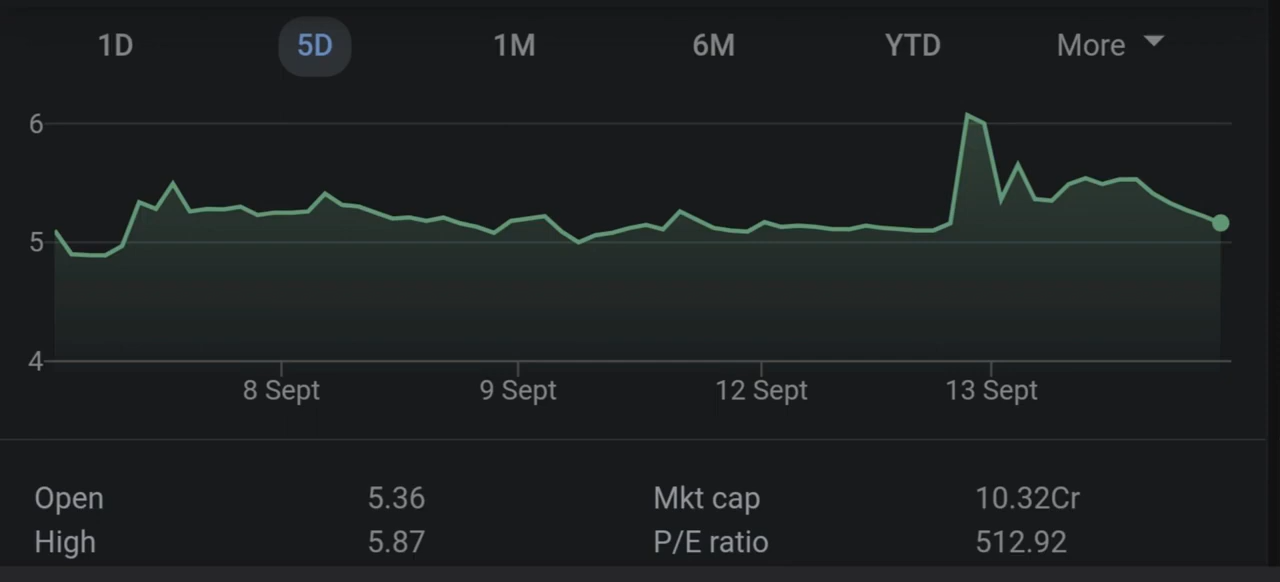 1D 5D 1M 6M YTD More
6
5
4
8 Sept 9 Sept 12 Sept 13 Sept
Open 5.36 Mkt cap 10.32Cr
High 5.87 P/E ratio 512.92